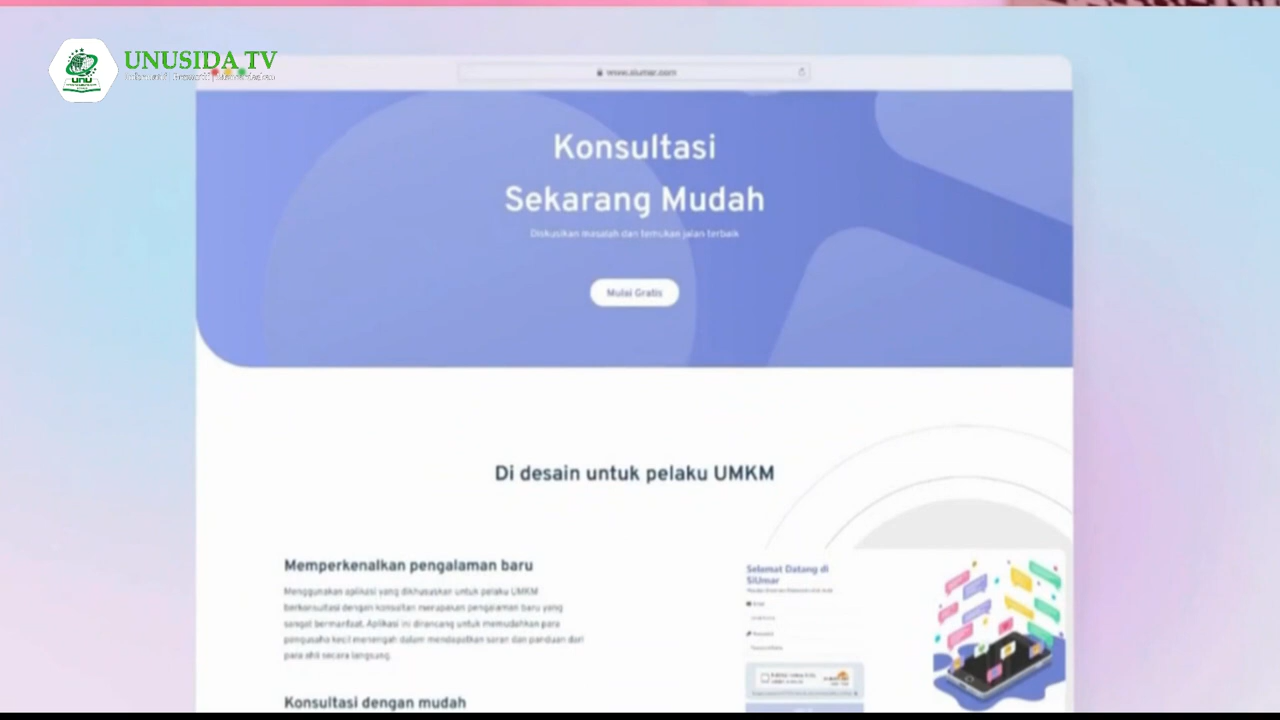 UNUSIDA TV
UNU
www.siumar.com
Konsultasi
Sekarang Mudah
Diskusikan masalah dan temukan jalan terbaik
Mulai Gratis
Di desain untuk pelaku UMKM
Memperkenalkan pengalaman baru
Menggunakan aplikasi yang dikhususkan untuk pelaku UMKM
berkonsultasi dengan konsultan merupakan pengalaman baru yang
sangat bermanfaat. Aplikasi ini dirancang untuk memudahkan para
pengusaha kecil menengah dalam mendapatkan saran dan panduan dari
para ahli secara langsung.
Selamat Datang di
SiUmar
Konsultasi dengan mudah